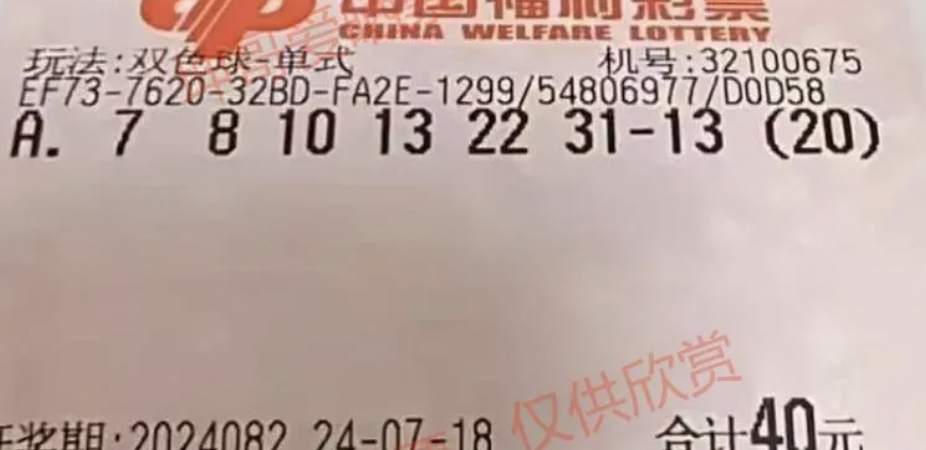 中国福利彩票
CHINA WELFARE LOTTERY
玩法:双色球-单式 机号:32100675
EF73-7620-32BD-FA2E-1299/54806977/D0D58
A. 7 8 10 13 22 31-13 (20)
仅供欣赏
开奖期:2024082 24-07-18 合计40元